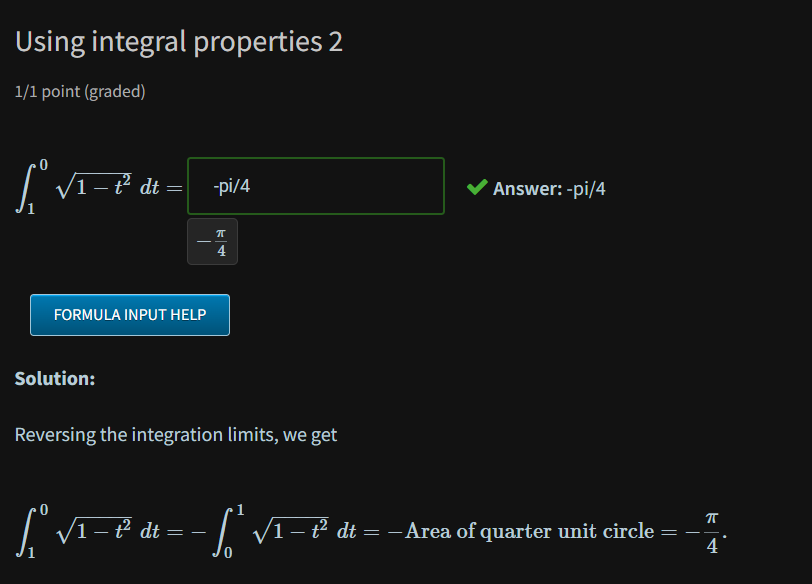 Using integral properties 2
1/1 point (graded)
∫₁⁰ √(1 − t²) dt = -pi/4 ✔ Answer: -pi/4
−π/4
FORMULA INPUT HELP
Solution:
Reversing the integration limits, we get
∫₁⁰ √(1 − t²) dt = −∫₀¹ √(1 − t²) dt = −Area of quarter unit circle = −π/4.